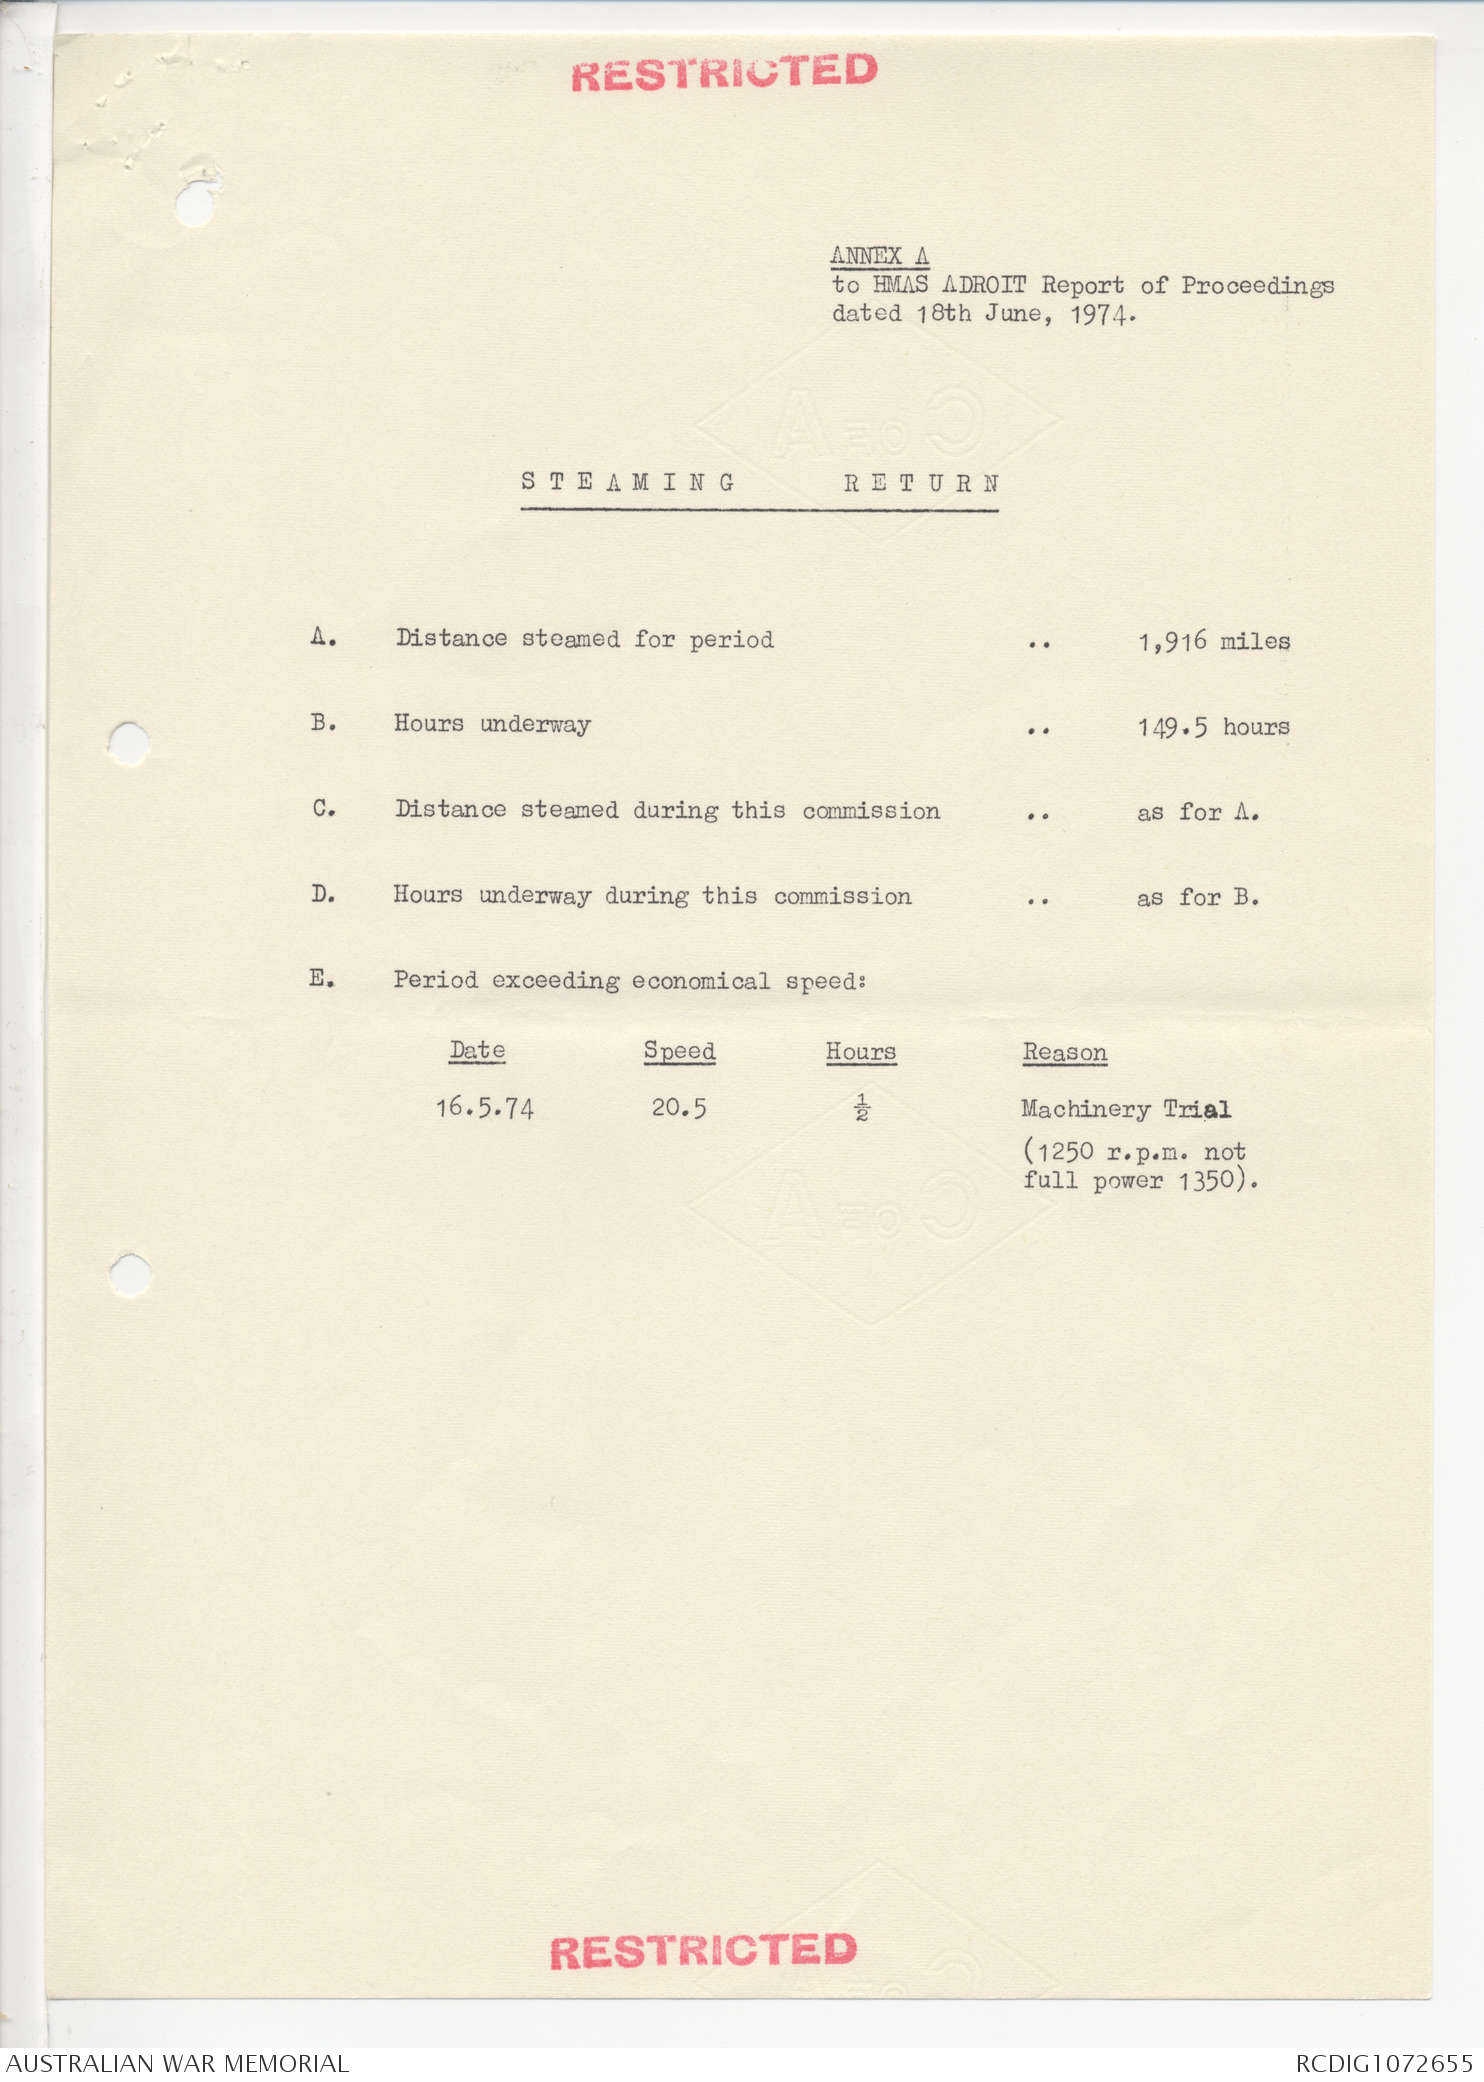 RESTRICTED
ANNEX A
to HMAS ADROIT Report of Proceedings
dated 18th June, 1974.
STEAMING RETURN
A. Distance steamed for period .. 1,916 miles
B. Hours underway .. 149.5 hours
C. Distance steamed during this commission .. as for A.
D. Hours underway during this commission .. as for B.
E. Period exceeding economical speed:
Date Speed Hours Reason
16.5.74 20.5 ½ Machinery Trial
(1250 r.p.m. not
full power 1350).
RESTRICTED
AUSTRALIAN WAR MEMORIAL RCDIG1072655